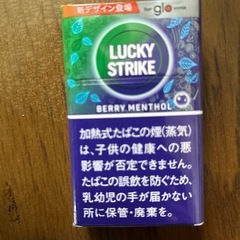 新デザイン登場
for glo
LUCKY
STRIKE
BERRY MENTHOL
加熱式たばこの煙(蒸気)
は、子供の健康への悪
影響が否定できません。
たばこの誤飲を防ぐため、
乳幼児の手が届かない
所に保管・廃棄を。